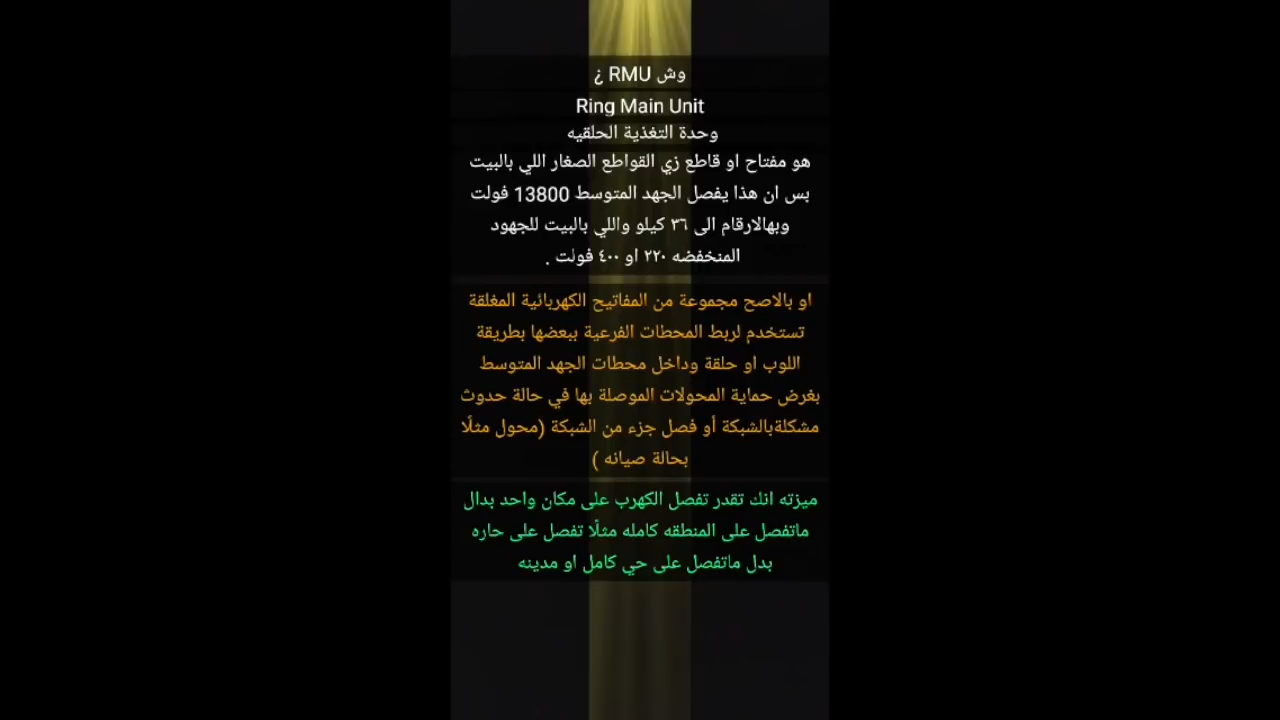 وش RMU ؟
Ring Main Unit
وحدة التغذية الحلقيه
هو مفتاح او قاطع زي القواطع الصغار اللي بالبيت
بس ان هذا يفصل الجهد المتوسط 13800 فولت
وبهالارقام الى ٣٦ كيلو واللي بالبيت للجهود
المنخفضه ٢٢٠ او ٤٠٠ فولت .
او بالاصح مجموعة من المفاتيح الكهربائية المغلقة
تستخدم لربط المحطات الفرعية ببعضها بطريقة
اللوب او حلقة وداخل محطات الجهد المتوسط
بغرض حماية المحولات الموصلة بها في حالة حدوث
مشكلةبالشبكة أو فصل جزء من الشبكة (محول مثلًا
بحالة صيانه )
ميزته انك تقدر تفصل الكهرب على مكان واحد بدال
ماتفصل على المنطقه كامله مثلًا تفصل على حاره
بدل ماتفصل على حي كامل او مدينه